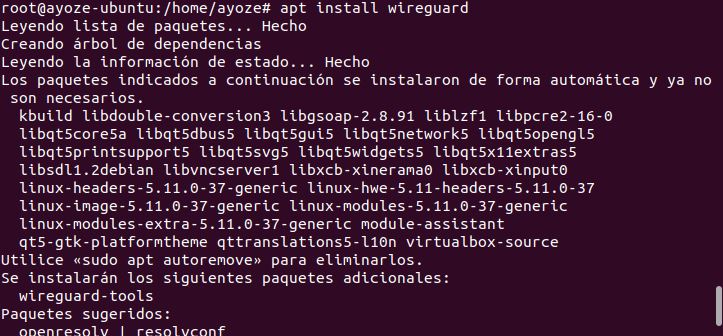 root@ayoze-ubuntu:/home/ayoze# apt install wireguard
Leyendo lista de paquetes... Hecho
Creando árbol de dependencias
Leyendo la información de estado... Hecho
Los paquetes indicados a continuación se instalaron de forma automática y ya no
son necesarios.
kbuild libdouble-conversion3 libgsoap-2.8.91 liblzf1 libpcre2-16-0
libqt5core5a libqt5dbus5 libqt5gui5 libqt5network5 libqt5opengl5
libqt5printsupport5 libqt5svg5 libqt5widgets5 libqt5x11extras5
libsdl1.2debian libvncserver1 libxcb-xinerama0 libxcb-xinput0
linux-headers-5.11.0-37-generic linux-hwe-5.11-headers-5.11.0-37
linux-image-5.11.0-37-generic linux-modules-5.11.0-37-generic
linux-modules-extra-5.11.0-37-generic module-assistant
qt5-gtk-platformtheme qttranslations5-l10n virtualbox-source
Utilice «sudo apt autoremove» para eliminarlos.
Se instalarán los siguientes paquetes adicionales:
wireguard-tools
Paquetes sugeridos:
openresolv | resolvconf